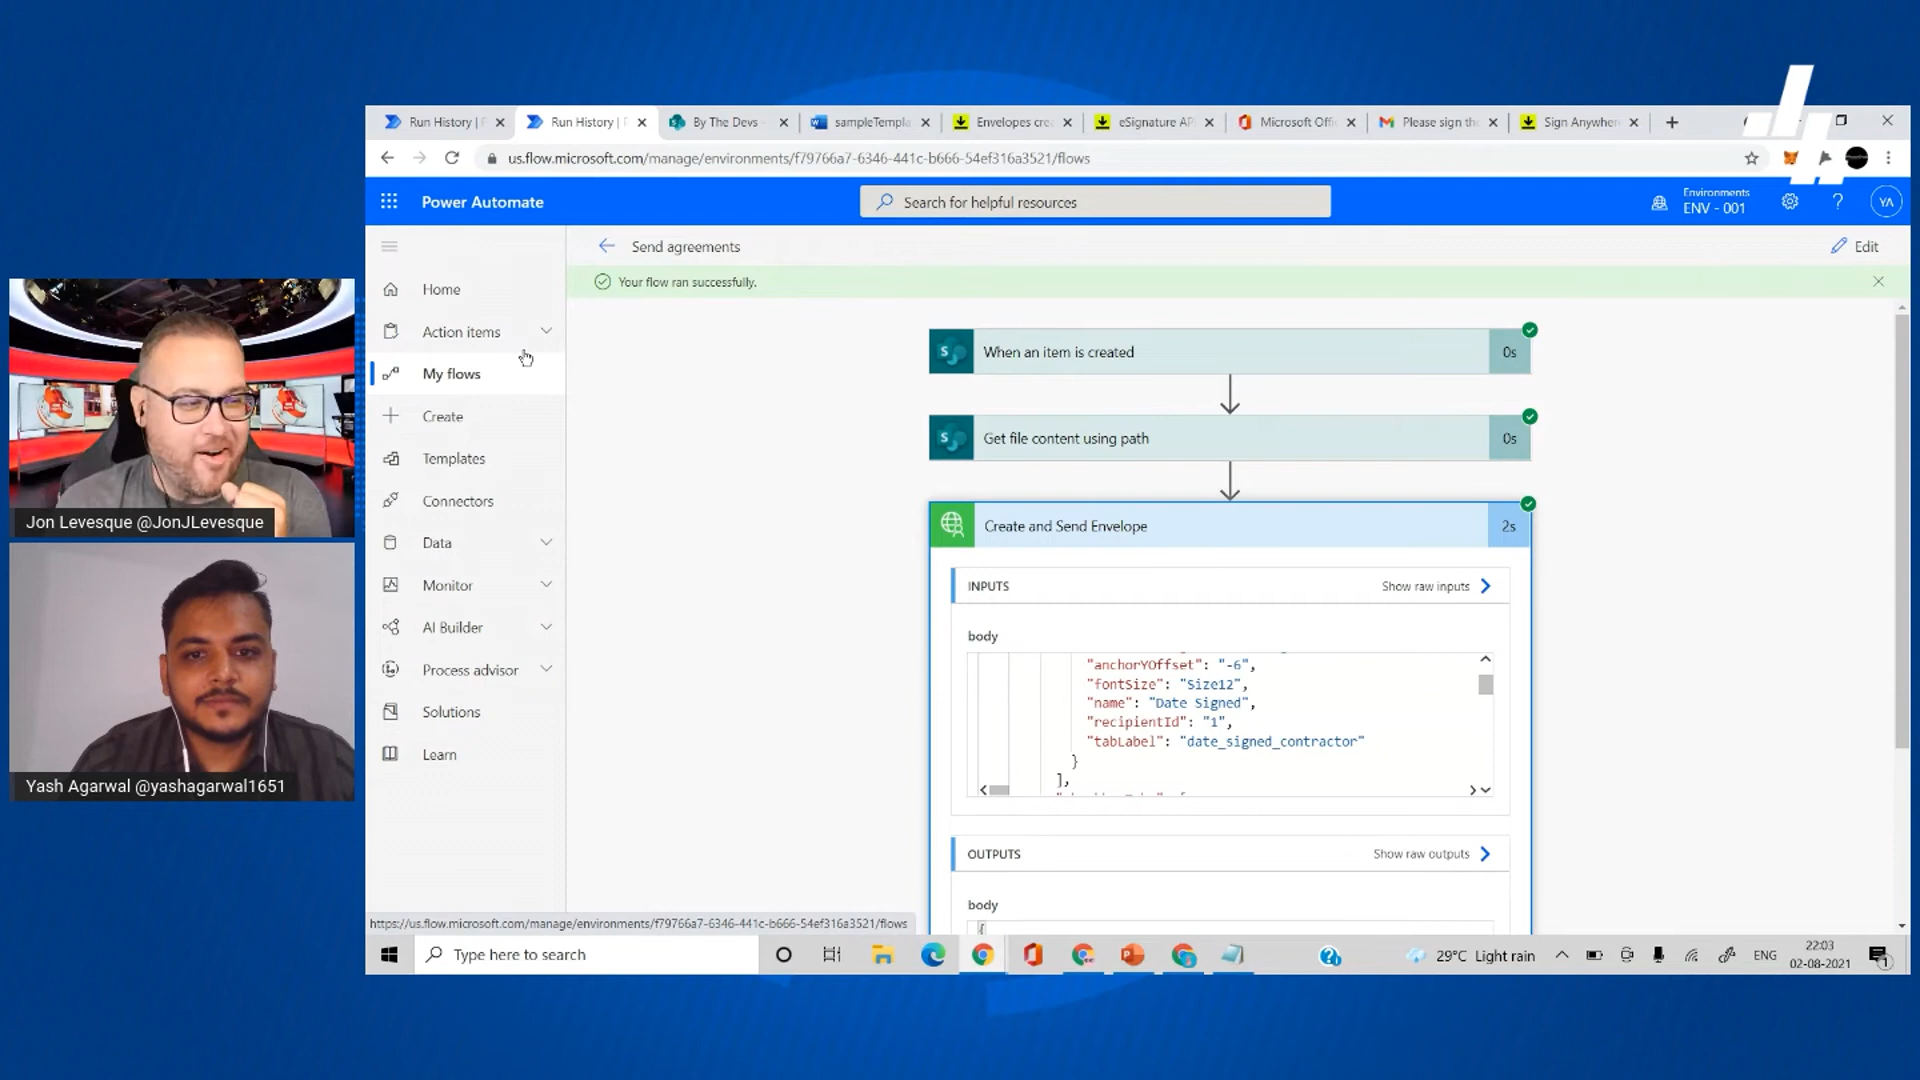 Run History | P
Run History | P
By The Devs -
sampleTempla
Envelopes crea
eSignature AP
Microsoft Offic
Please sign the
Sign Anywhere
us.flow.microsoft.com/manage/environments/f79766a7-6346-441c-b666-54ef316a3521/flows
Power Automate
Search for helpful resources
Environments
ENV - 001
?
YA
Send agreements
Edit
Your flow ran successfully.
Home
Action items
My flows
Create
Templates
Connectors
Data
Monitor
AI Builder
Process advisor
Solutions
Learn
When an item is created
0s
Get file content using path
0s
Create and Send Envelope
2s
INPUTS
Show raw inputs
body
"anchorYOffset": "-6",
"fontSize": "Size12",
"name": "Date Signed",
"recipientId": "1",
"tabLabel": "date_signed_contractor"
}
],
OUTPUTS
Show raw outputs
body
{
Jon Levesque @JonJLevesque
Yash Agarwal @yashagarwal1651
https://us.flow.microsoft.com/manage/environments/f79766a7-6346-441c-b666-54ef316a3521/flows
Type here to search
29°C Light rain
ENG
22:03
02-08-2021
1